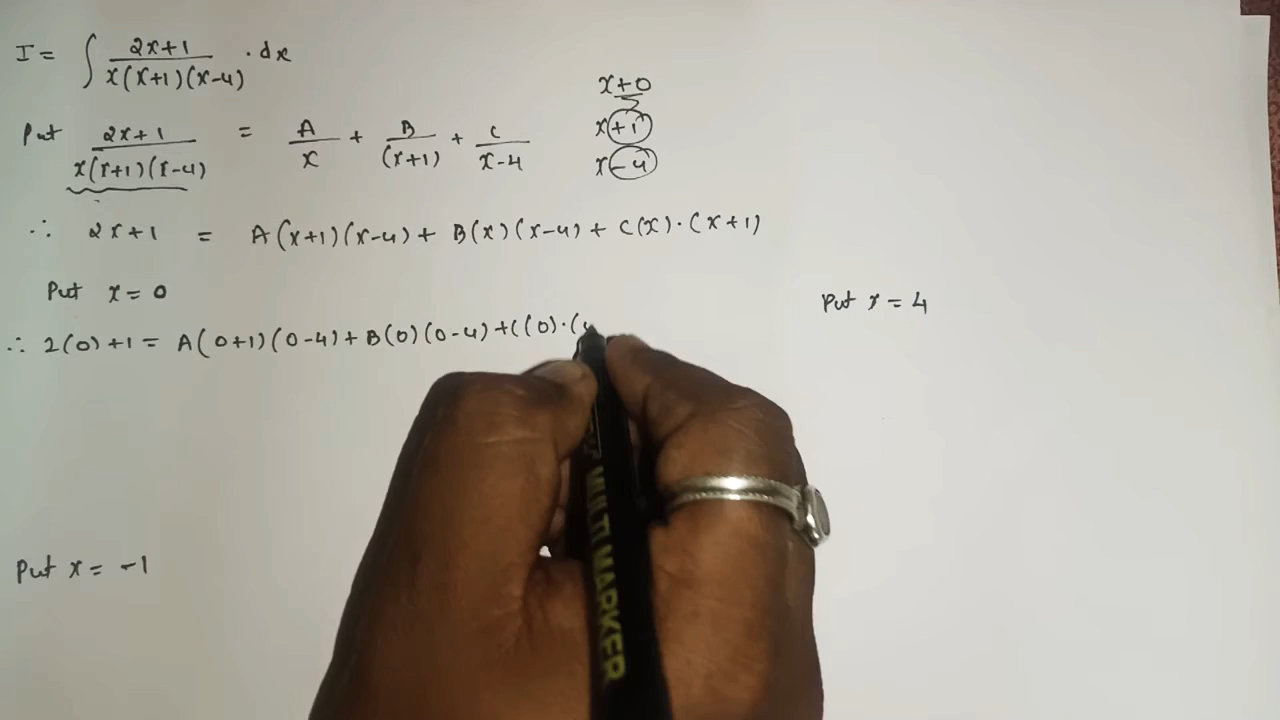 I = ∫ 2x+1 / x(x+1)(x-4) · dx
Put 2x+1 / x(x+1)(x-4) = A / x + B / (x+1) + C / x-4
x+0
x+1
x-4
∴ 2x+1 = A(x+1)(x-4) + B(x)(x-4) + C(x)·(x+1)
Put x = 0
∴ 2(0)+1 = A(0+1)(0-4) + B(0)(0-4) + C(0)·(
Put x = 4
Put x = -1
MULTI MARKER